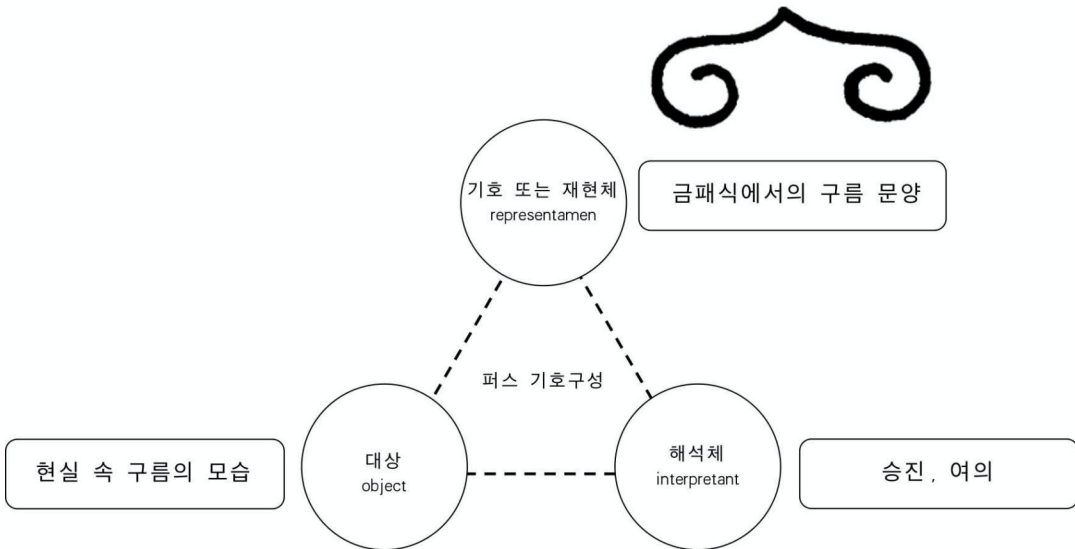 기호 또는 재현체
representamen
금패식에서의 구름 문양
퍼스 기호구성
현실 속 구름의 모습
대상
object
해석체
interpretant
승진, 여의